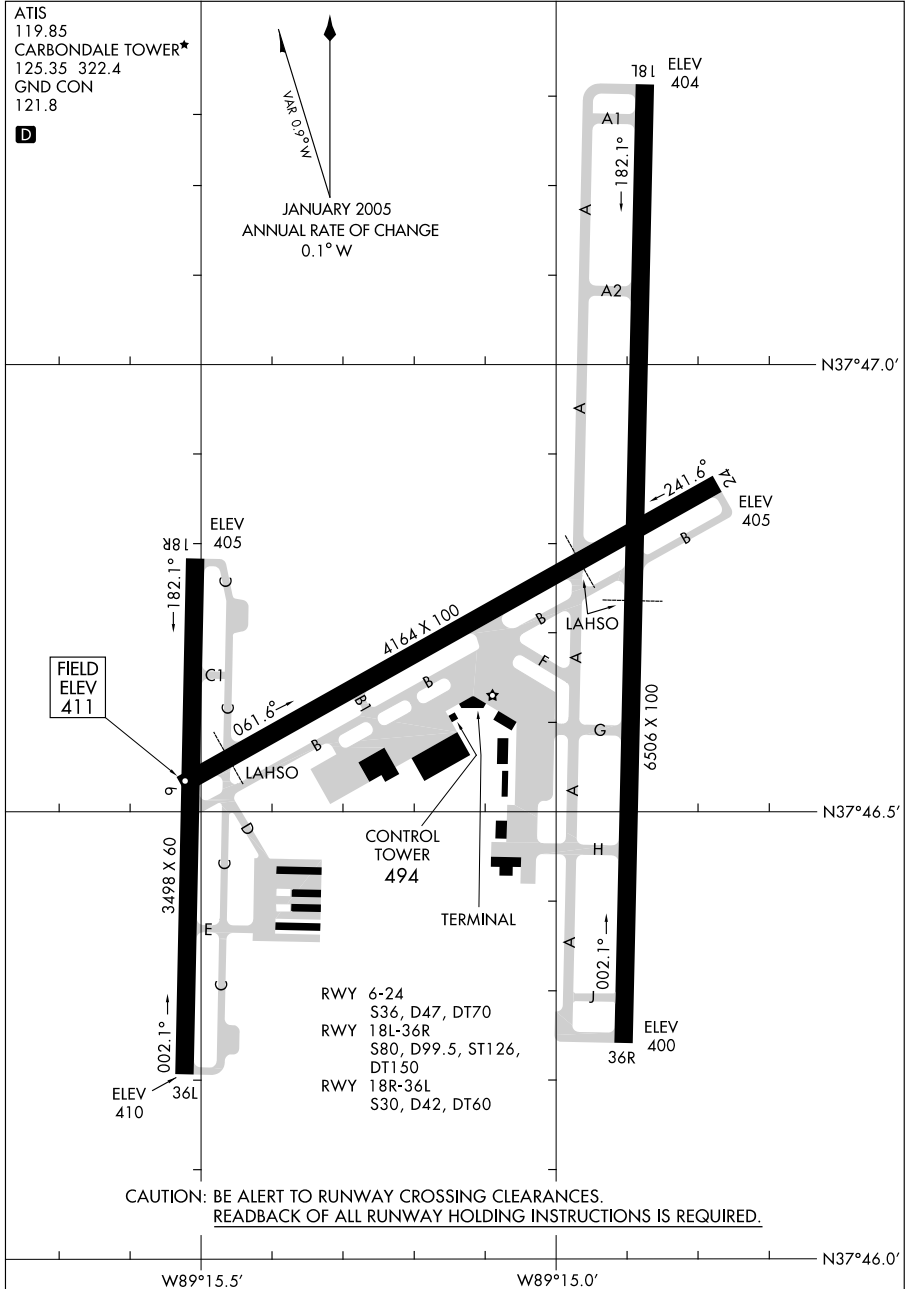 ATIS
119.85
CARBONDALE TOWER★
125.35 322.4
GND CON
121.8
D
VAR 0.9° W
JANUARY 2005
ANNUAL RATE OF CHANGE
0.1° W
18L
ELEV
404
A1
182.1°
A
A2
N37°47.0'
A
241.6°
24
ELEV
405
B
18R
ELEV
405
182.1°
C
LAHSO
B
4164 X 100
F
A
C1
FIELD
ELEV
411
C
061.6°
B1
B
B
G
6506 X 100
LAHSO
6
A
N37°46.5'
D
CONTROL
TOWER
494
H
C
3498 X 60
TERMINAL
E
A
002.1°
C
J
RWY 6-24
S36, D47, DT70
RWY 18L-36R
S80, D99.5, ST126,
DT150
RWY 18R-36L
S30, D42, DT60
002.1°
ELEV
400
36R
ELEV
410
36L
CAUTION: BE ALERT TO RUNWAY CROSSING CLEARANCES.
READBACK OF ALL RUNWAY HOLDING INSTRUCTIONS IS REQUIRED.
N37°46.0'
W89°15.5'
W89°15.0'